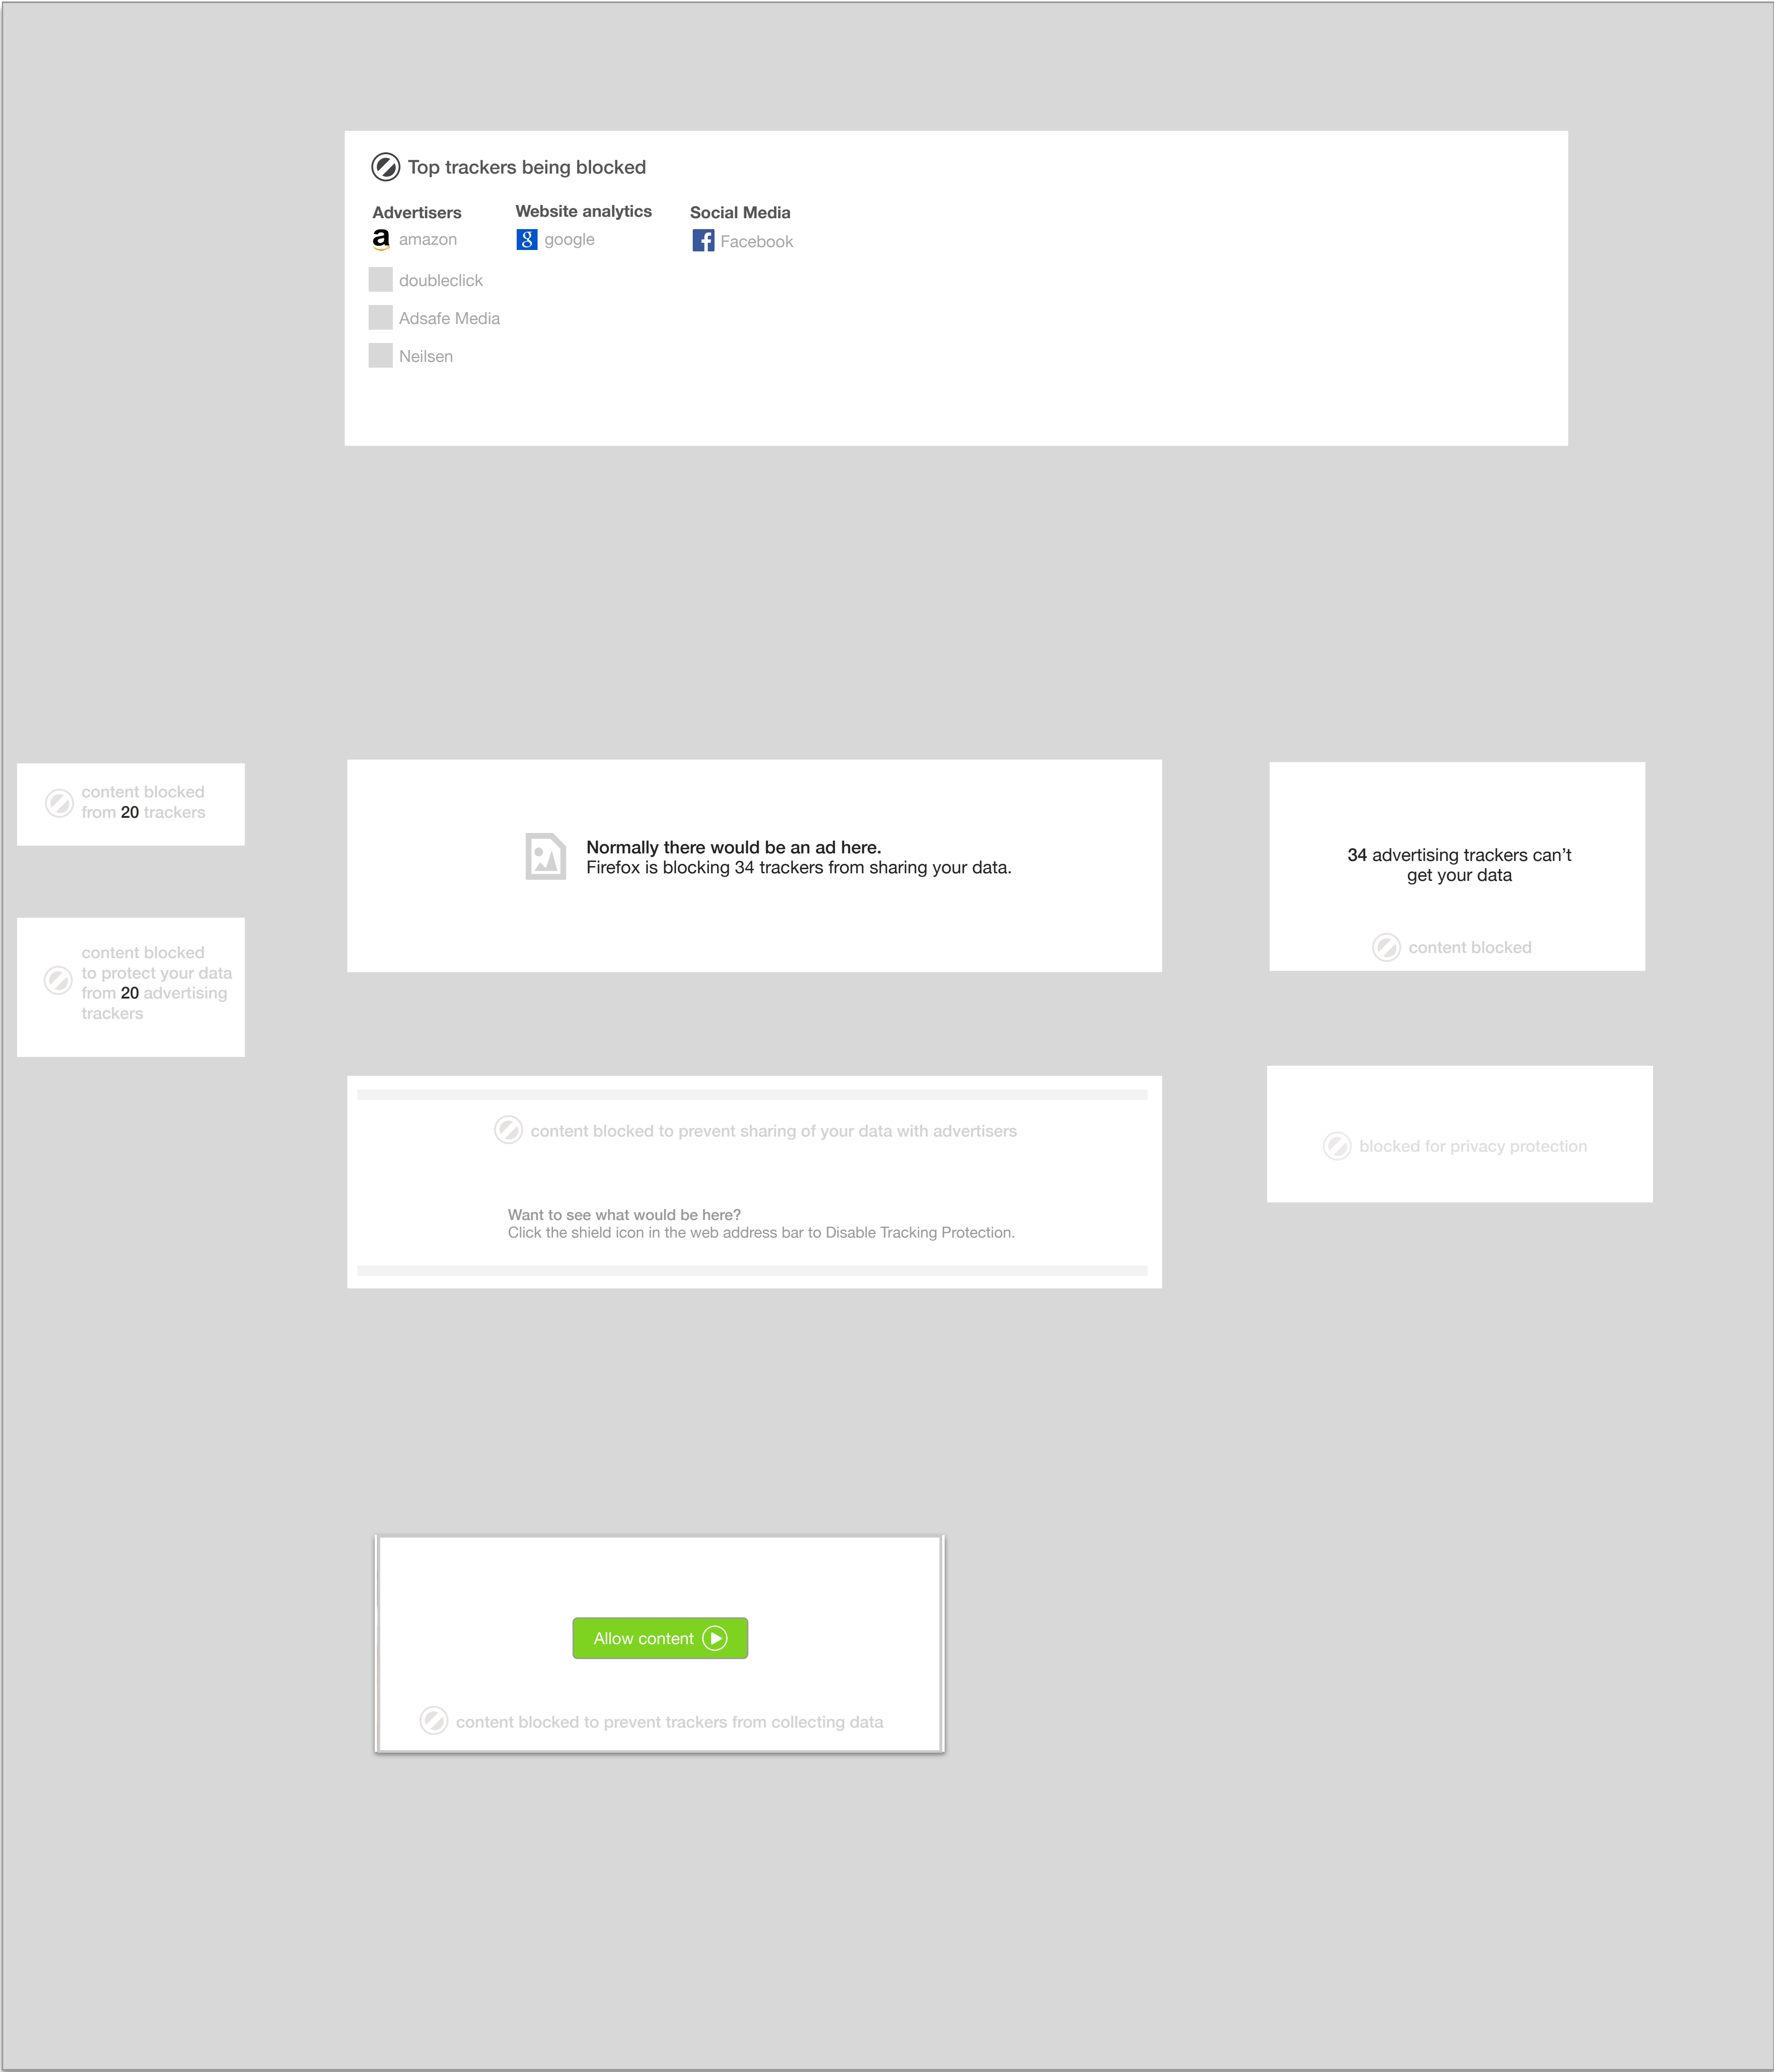 Top trackers being blocked
Advertisers
amazon
doubleclick
Adsafe Media
Neilsen
Website analytics
google
Social Media
Facebook
content blocked
from 20 trackers
content blocked
to protect your data
from 20 advertising
trackers
Normally there would be an ad here.
Firefox is blocking 34 trackers from sharing your data.
34 advertising trackers can’t
get your data
content blocked
content blocked to prevent sharing of your data with advertisers
Want to see what would be here?
Click the shield icon in the web address bar to Disable Tracking Protection.
blocked for privacy protection
Allow content
content blocked to prevent trackers from collecting data